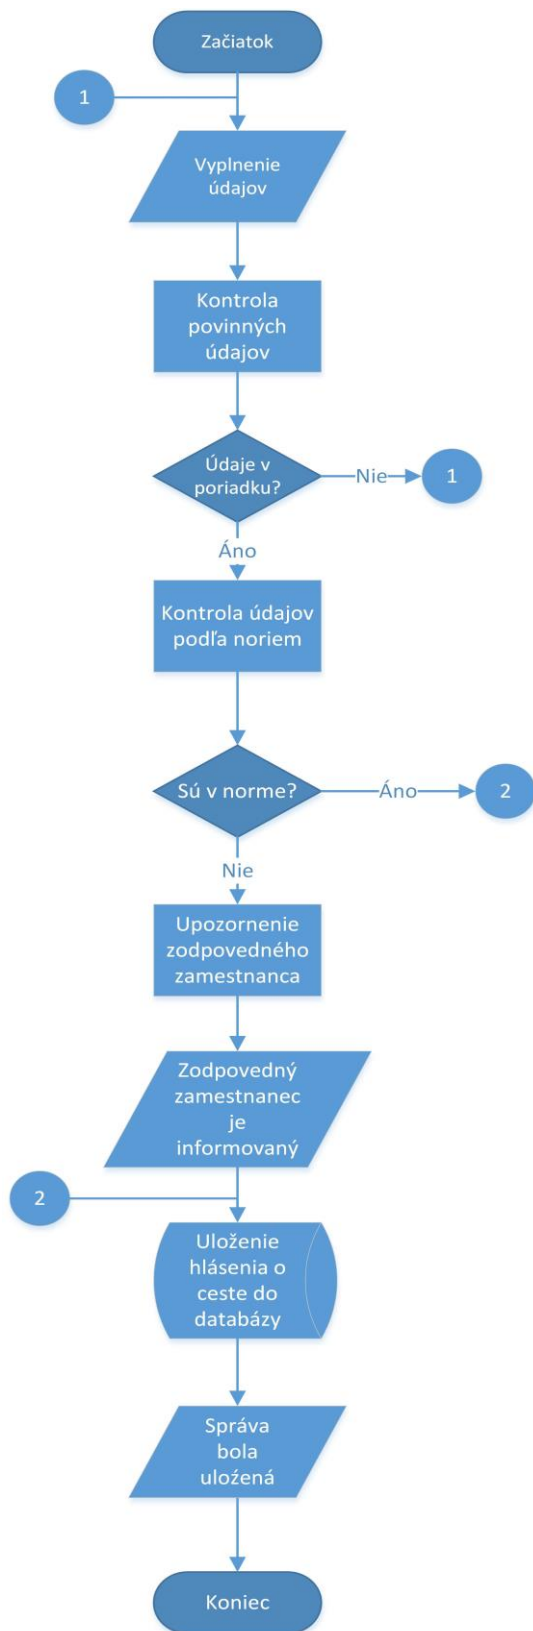 Začiatok
1
Vyplnenie
údajov
Kontrola
povinných
údajov
Údaje v
poriadku?
Nie
1
Áno
Kontrola údajov
podľa noriem
Sú v norme?
Áno
2
Nie
Upozornenie
zodpovedného
zamestnanca
Zodpovedný
zamestnanec
je
informovaný
2
Uloženie
hlásenia o
ceste do
databázy
Správa
bola
uloźená
Koniec